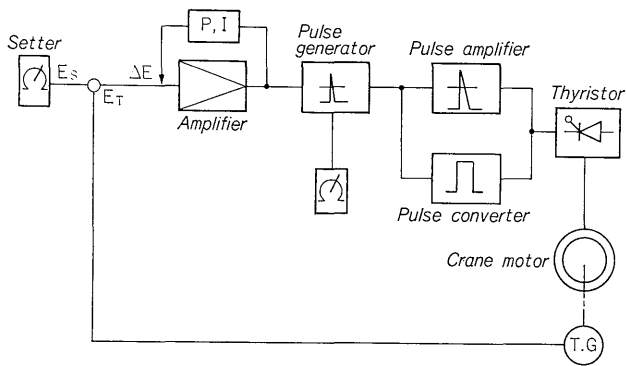 P, I
Setter
Pulse
generator
Pulse amplifier
ES
ΔE
ET
Amplifier
Thyristor
Pulse converter
Crane motor
T.G